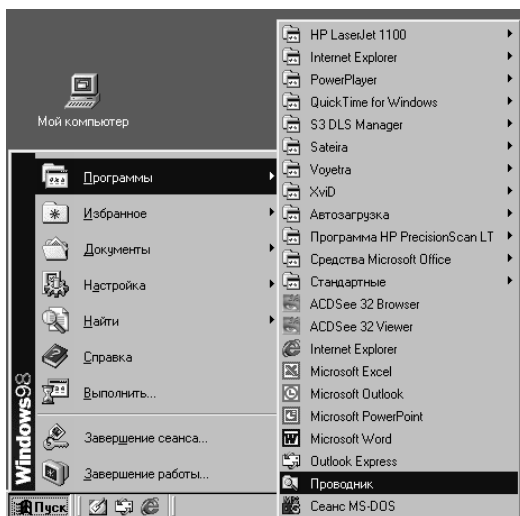 Мой компьютер
Программы
Избранное
Документы
Настройка
Найти
Справка
Выполнить...
Завершение сеанса...
Завершение работы...
Windows98
Пуск
HP LaserJet 1100
Internet Explorer
PowerPlayer
QuickTime for Windows
S3 DLS Manager
Sateira
Voyetra
XviD
Автозагрузка
Программа HP PrecisionScan LT
Средства Microsoft Office
Стандартные
ACDSee 32 Browser
ACDSee 32 Viewer
Internet Explorer
Microsoft Excel
Microsoft Outlook
Microsoft PowerPoint
Microsoft Word
Outlook Express
Проводник
Сеанс MS-DOS